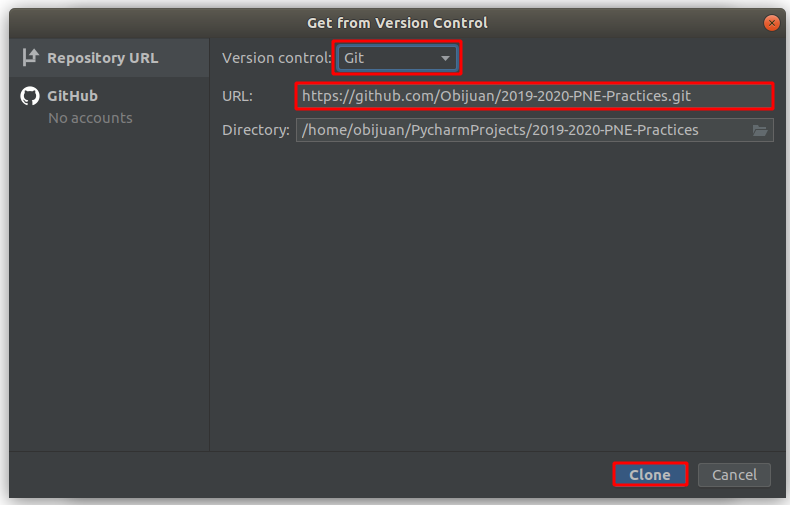 Get from Version Control
Repository URL
GitHub
No accounts
Version control: Git
URL: https://github.com/Obijuan/2019-2020-PNE-Practices.git
Directory: /home/obijuan/PycharmProjects/2019-2020-PNE-Practices
Clone
Cancel